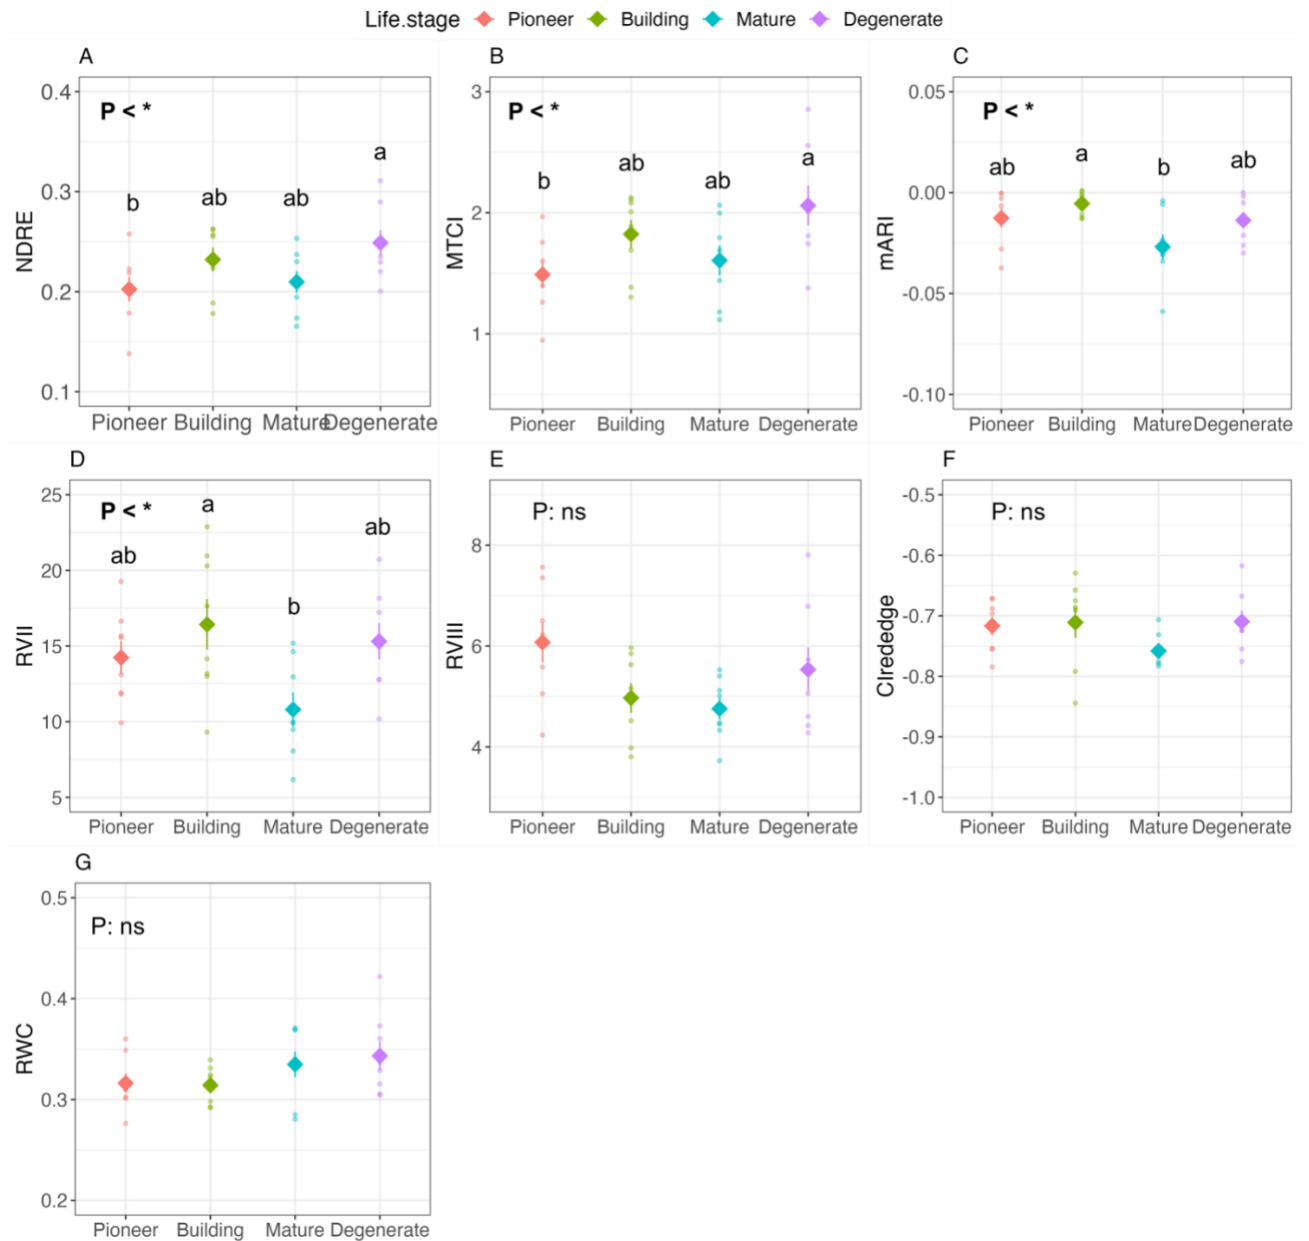 Life.stage Pioneer Building Mature Degenerate
A
NDRE
0.4
0.3
0.2
0.1
P < *
b
ab
ab
a
Pioneer Building Mature Degenerate
B
MTCI
3
2
1
P < *
b
ab
ab
a
Pioneer Building Mature Degenerate
C
mARI
0.05
0.00
-0.05
-0.10
P < *
ab
a
b
ab
Pioneer Building Mature Degenerate
D
RVII
25
20
15
10
5
P < *
ab
a
b
ab
Pioneer Building Mature Degenerate
E
RVIII
8
6
4
P: ns
Pioneer Building Mature Degenerate
F
CIrededge
-0.5
-0.6
-0.7
-0.8
-0.9
-1.0
P: ns
Pioneer Building Mature Degenerate
G
RWC
0.5
0.4
0.3
0.2
P: ns
Pioneer Building Mature Degenerate